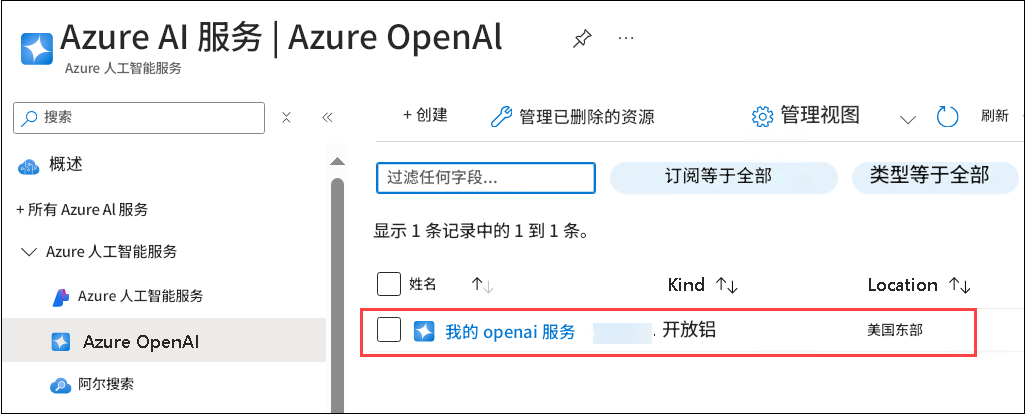 Azure AI 服务 | Azure OpenAl
Azure 人工智能服务
搜索
+ 创建
管理已删除的资源
管理视图
刷新
概述
过滤任何字段...
订阅等于全部
类型等于全部
+ 所有 Azure Al 服务
显示 1 条记录中的 1 到 1 条。
Azure 人工智能服务
姓名
Kind
Location
Azure 人工智能服务
我的 openai 服务
. 开放铝
美国东部
Azure OpenAI
阿尔搜索